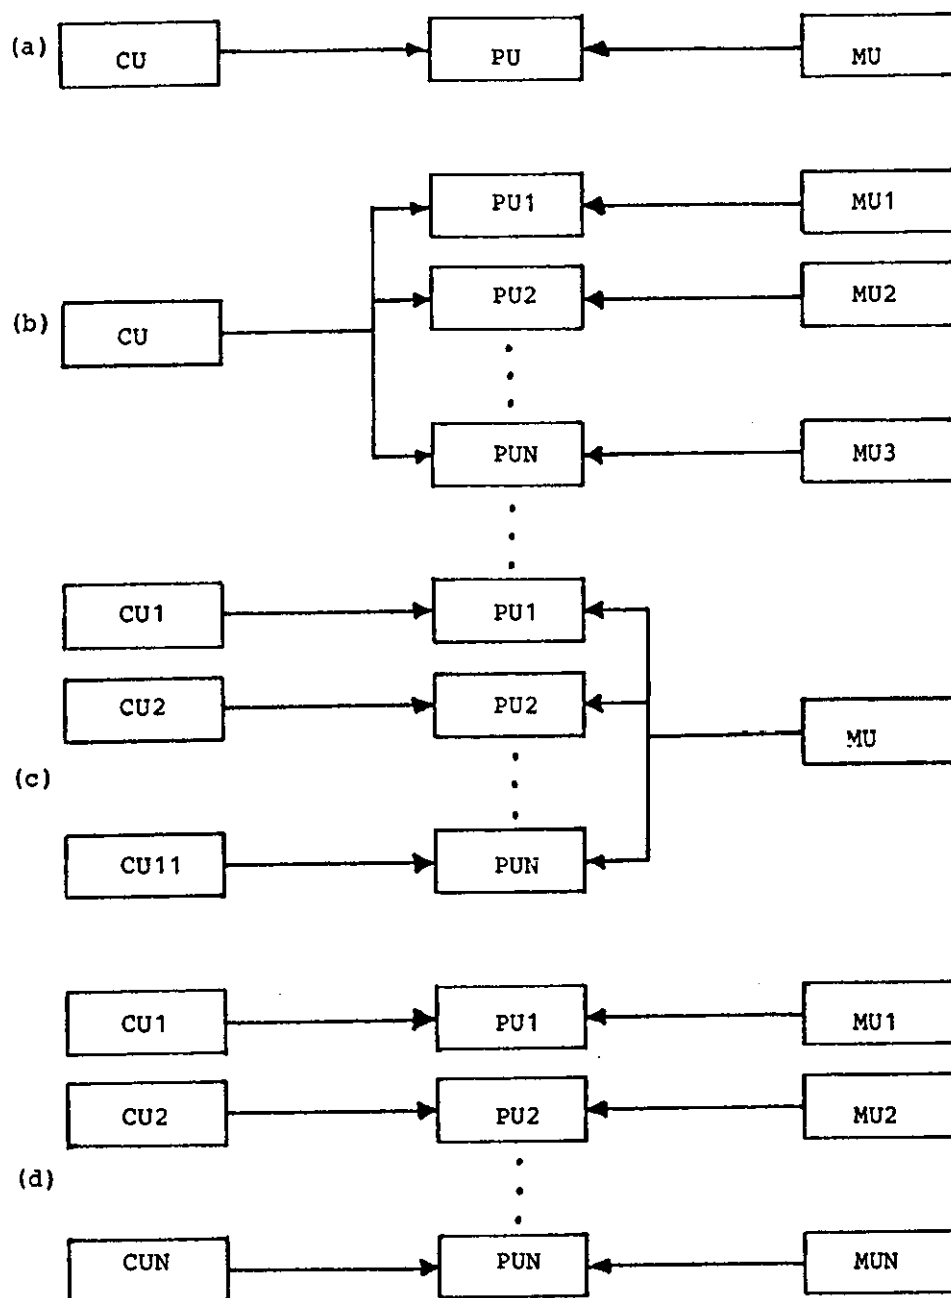 (a) CU PU MU
PU1 MU1
PU2 MU2
(b) CU
PUN MU3
CU1 PU1
CU2 PU2
MU
(c)
CU11 PUN
CU1 PU1 MU1
CU2 PU2 MU2
(d)
CUN PUN MUN